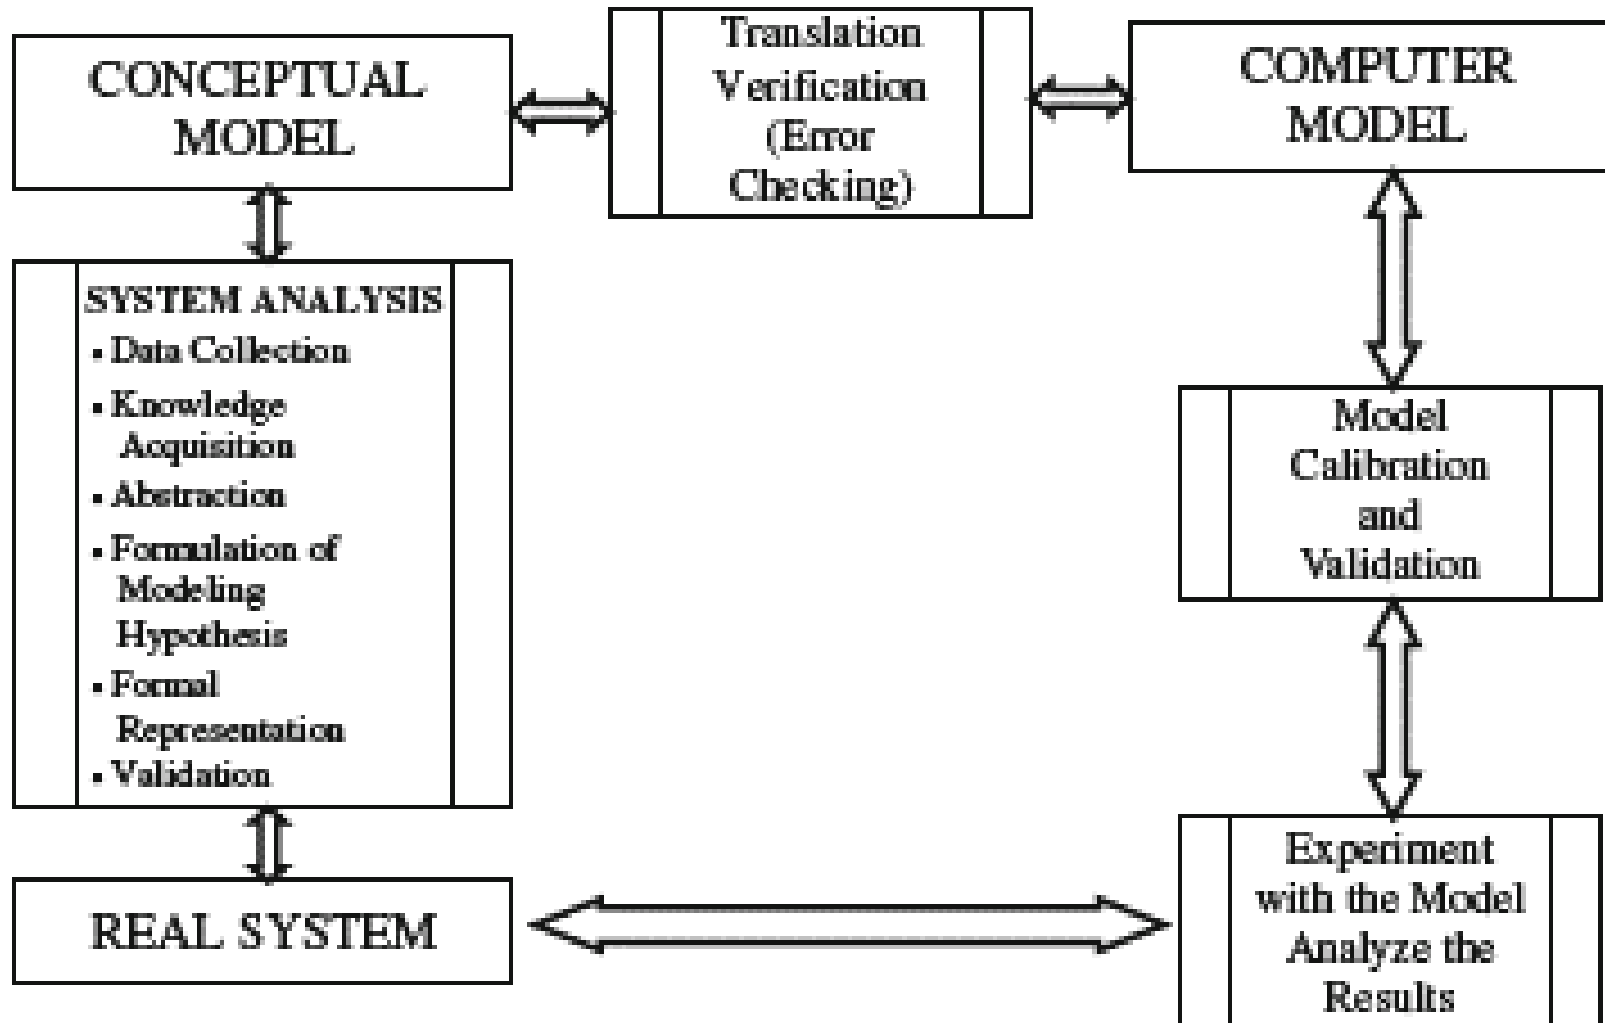 CONCEPTUAL
MODEL
Translation
Verification
(Error
Checking)
COMPUTER
MODEL
SYSTEM ANALYSIS
▪ Data Collection
▪ Knowledge
Acquisition
▪ Abstraction
▪ Formulation of
Modeling
Hypothesis
▪ Formal
Representation
▪ Validation
Model
Calibration
and
Validation
REAL SYSTEM
Experiment
with the Model
Analyze the
Results